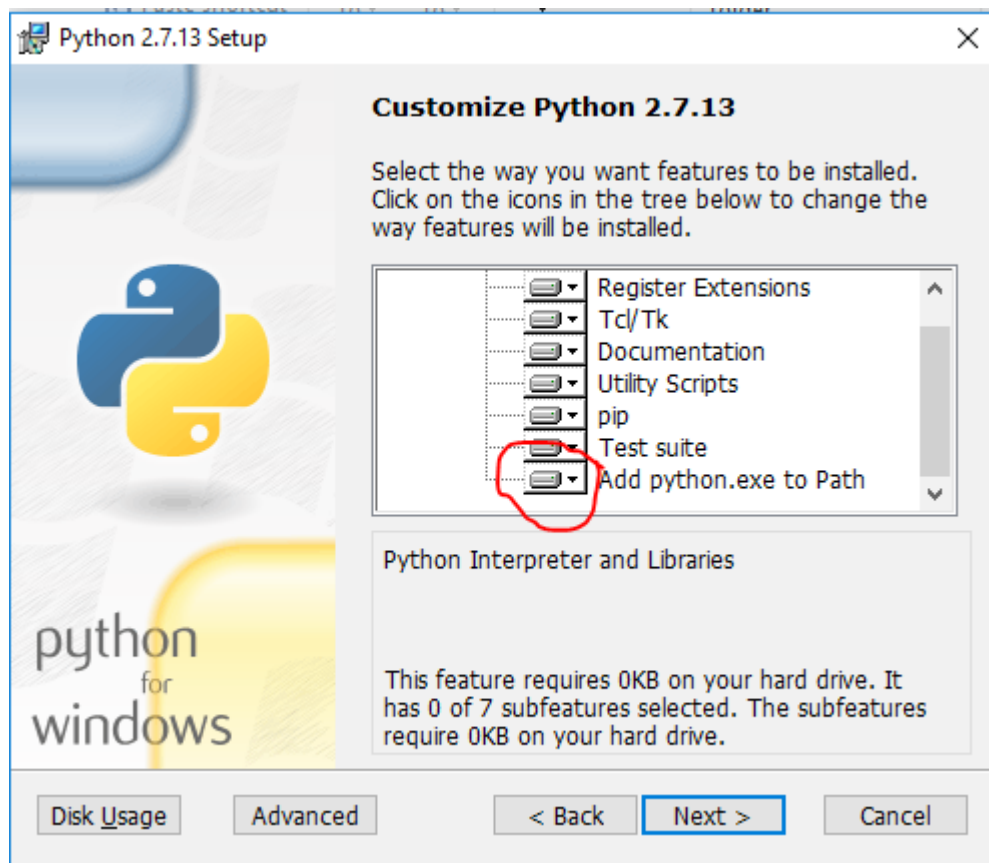 Python 2.7.13 Setup
Customize Python 2.7.13
Select the way you want features to be installed.
Click on the icons in the tree below to change the
way features will be installed.
Register Extensions
Tcl/Tk
Documentation
Utility Scripts
pip
Test suite
Add python.exe to Path
Python Interpreter and Libraries
This feature requires 0KB on your hard drive. It
has 0 of 7 subfeatures selected. The subfeatures
require 0KB on your hard drive.
python
for
windows
Disk Usage
Advanced
< Back
Next >
Cancel